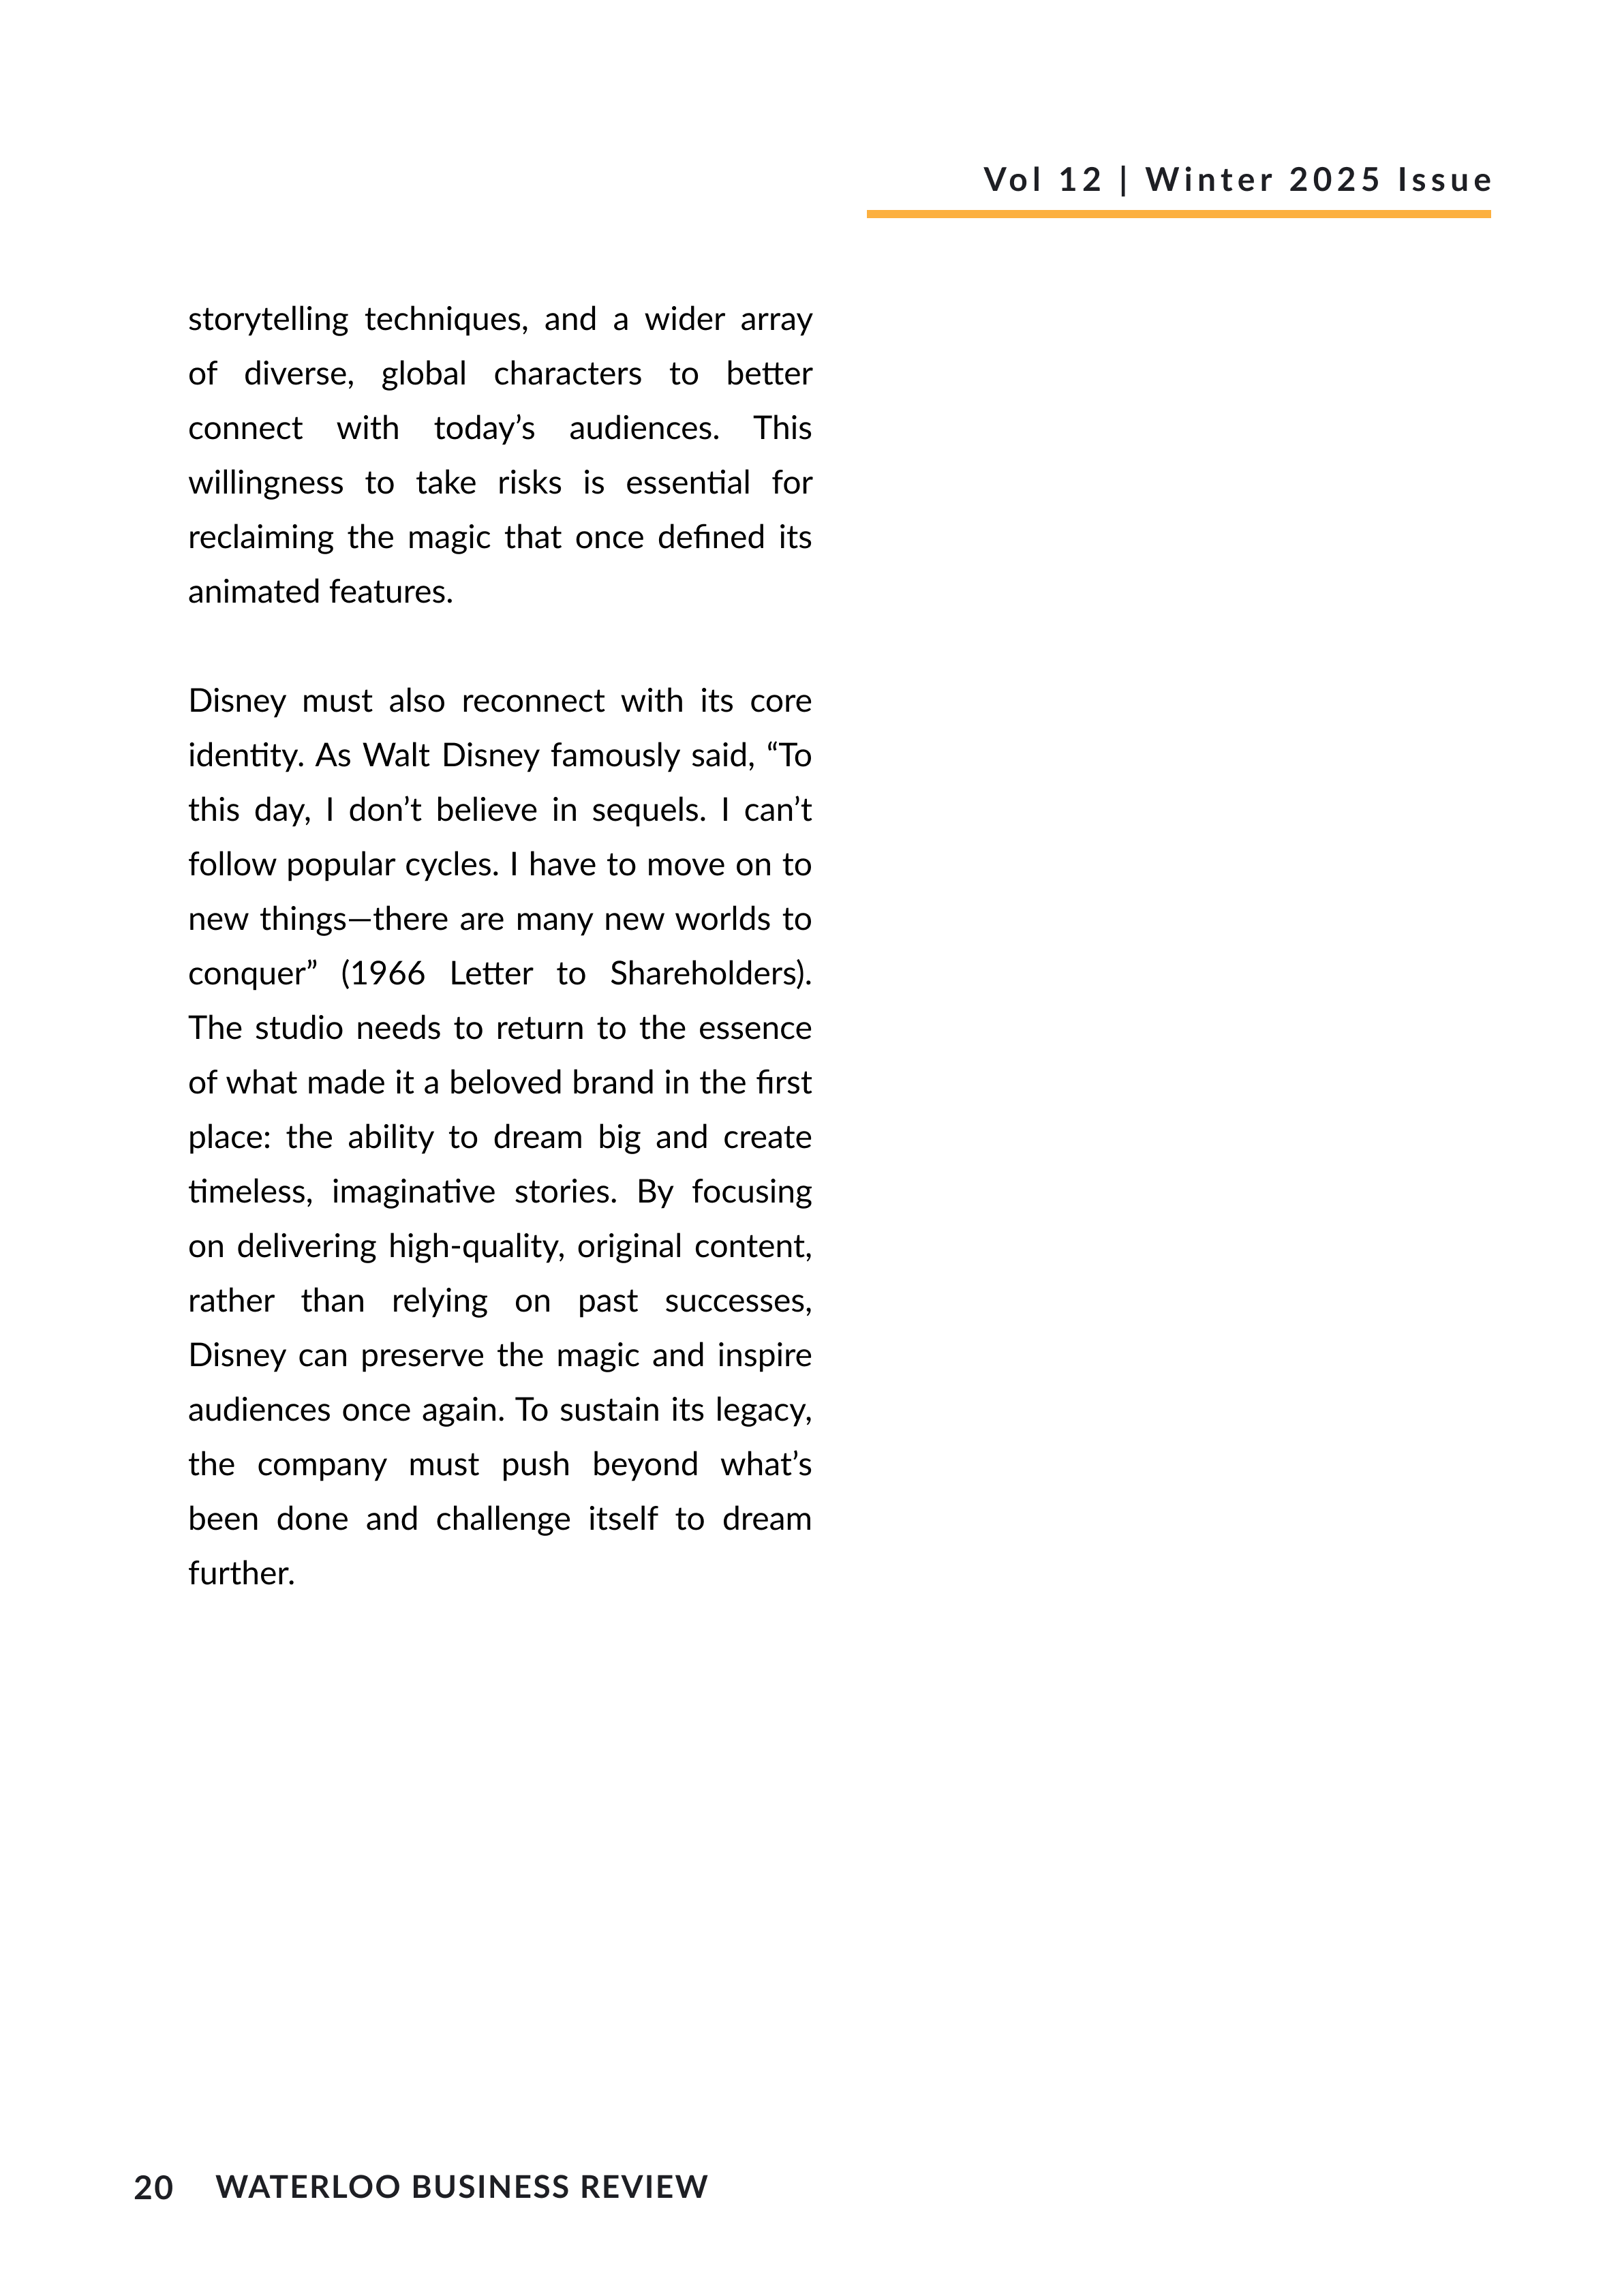 Vol 12 | Winter 2025 Issue
storytelling techniques, and a wider array
of diverse, global characters to better
connect with today’s audiences. This
willingness to take risks is essential for
reclaiming the magic that once defined its
animated features.
Disney must also reconnect with its core
identity. As Walt Disney famously said, “To
this day, I don’t believe in sequels. I can’t
follow popular cycles. I have to move on to
new things—there are many new worlds to
conquer” (1966 Letter to Shareholders).
The studio needs to return to the essence
of what made it a beloved brand in the first
place: the ability to dream big and create
timeless, imaginative stories. By focusing
on delivering high-quality, original content,
rather than relying on past successes,
Disney can preserve the magic and inspire
audiences once again. To sustain its legacy,
the company must push beyond what’s
been done and challenge itself to dream
further.
20 WATERLOO BUSINESS REVIEW